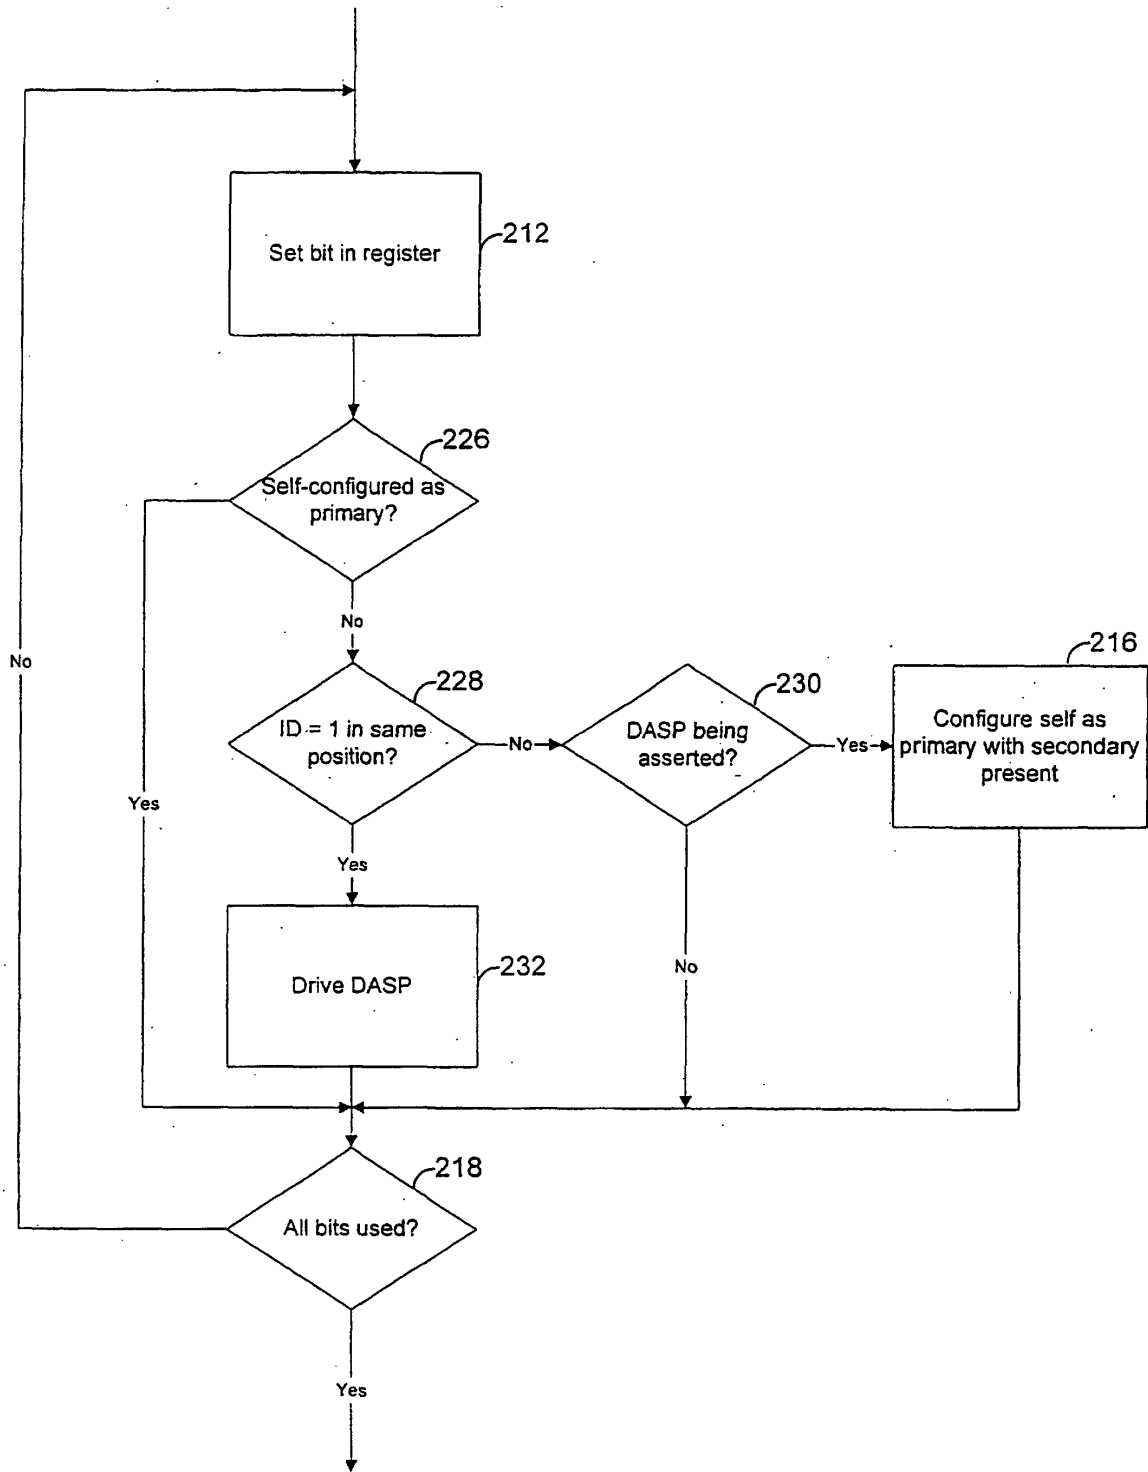 Set bit in register
212
226
Self-configured as
primary?
No
No
228
ID = 1 in same
position?
No
230
DASP being
asserted?
Yes
216
Configure self as
primary with secondary
present
Yes
Yes
232
Drive DASP
No
218
All bits used?
Yes